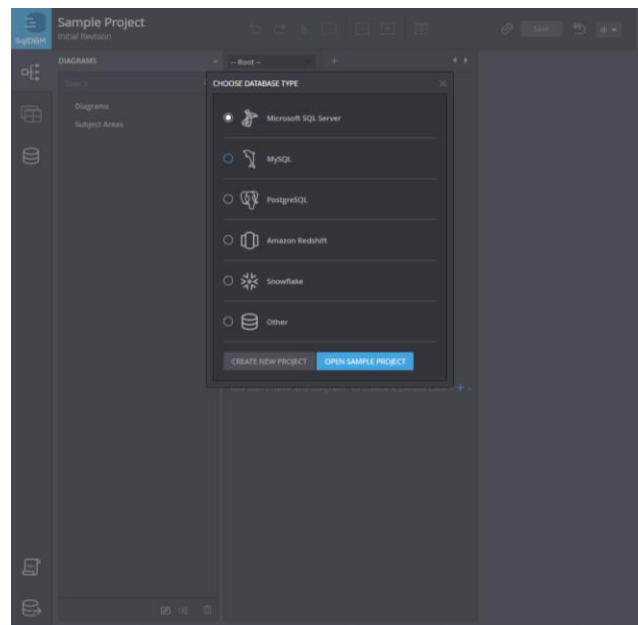 SqlDBM
Sample Project
Initial Revision
Save
DIAGRAMS
-- Root --
Search
Diagrams
Subject Areas
CHOOSE DATABASE TYPE
Microsoft SQL Server
MySQL
PostgreSQL
Amazon Redshift
Snowflake
Other
CREATE NEW PROJECT
OPEN SAMPLE PROJECT